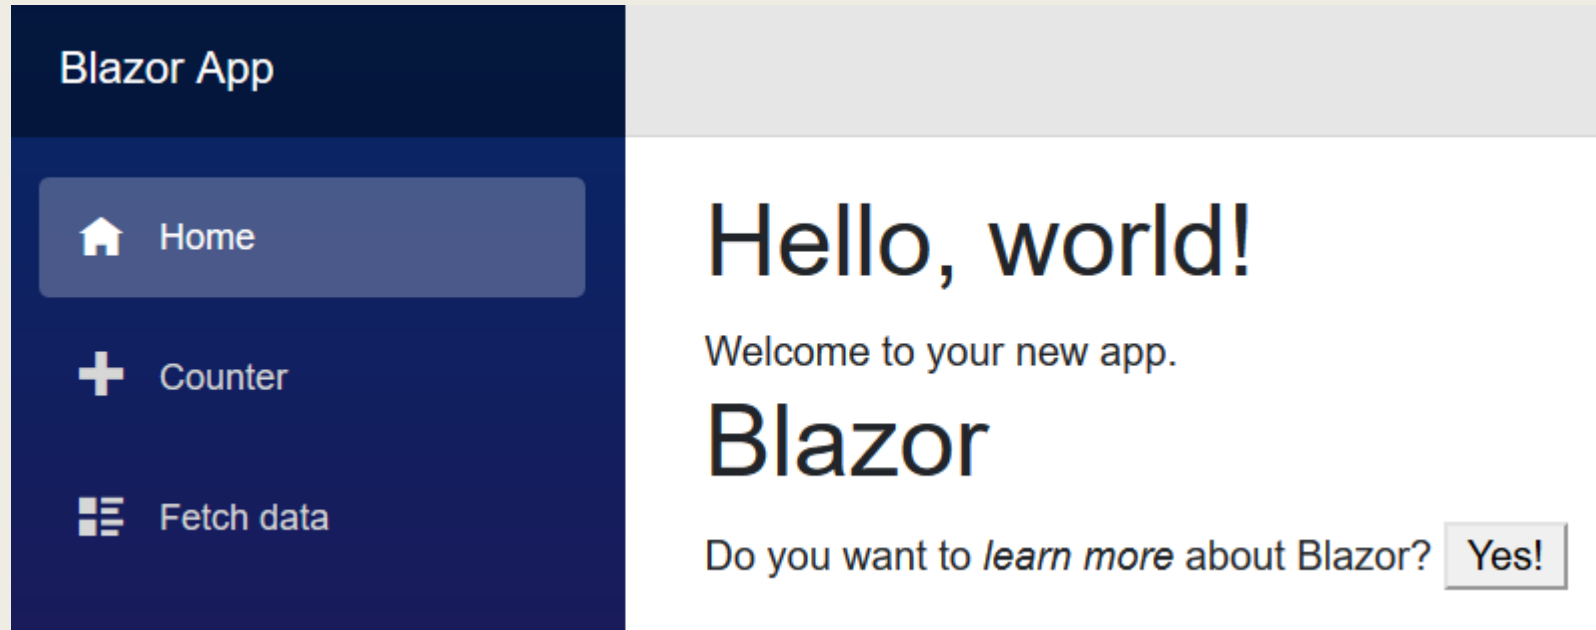 Blazor App
Home
Counter
Fetch data
Hello, world!
Welcome to your new app.
Blazor
Do you want to learn more about Blazor? Yes!